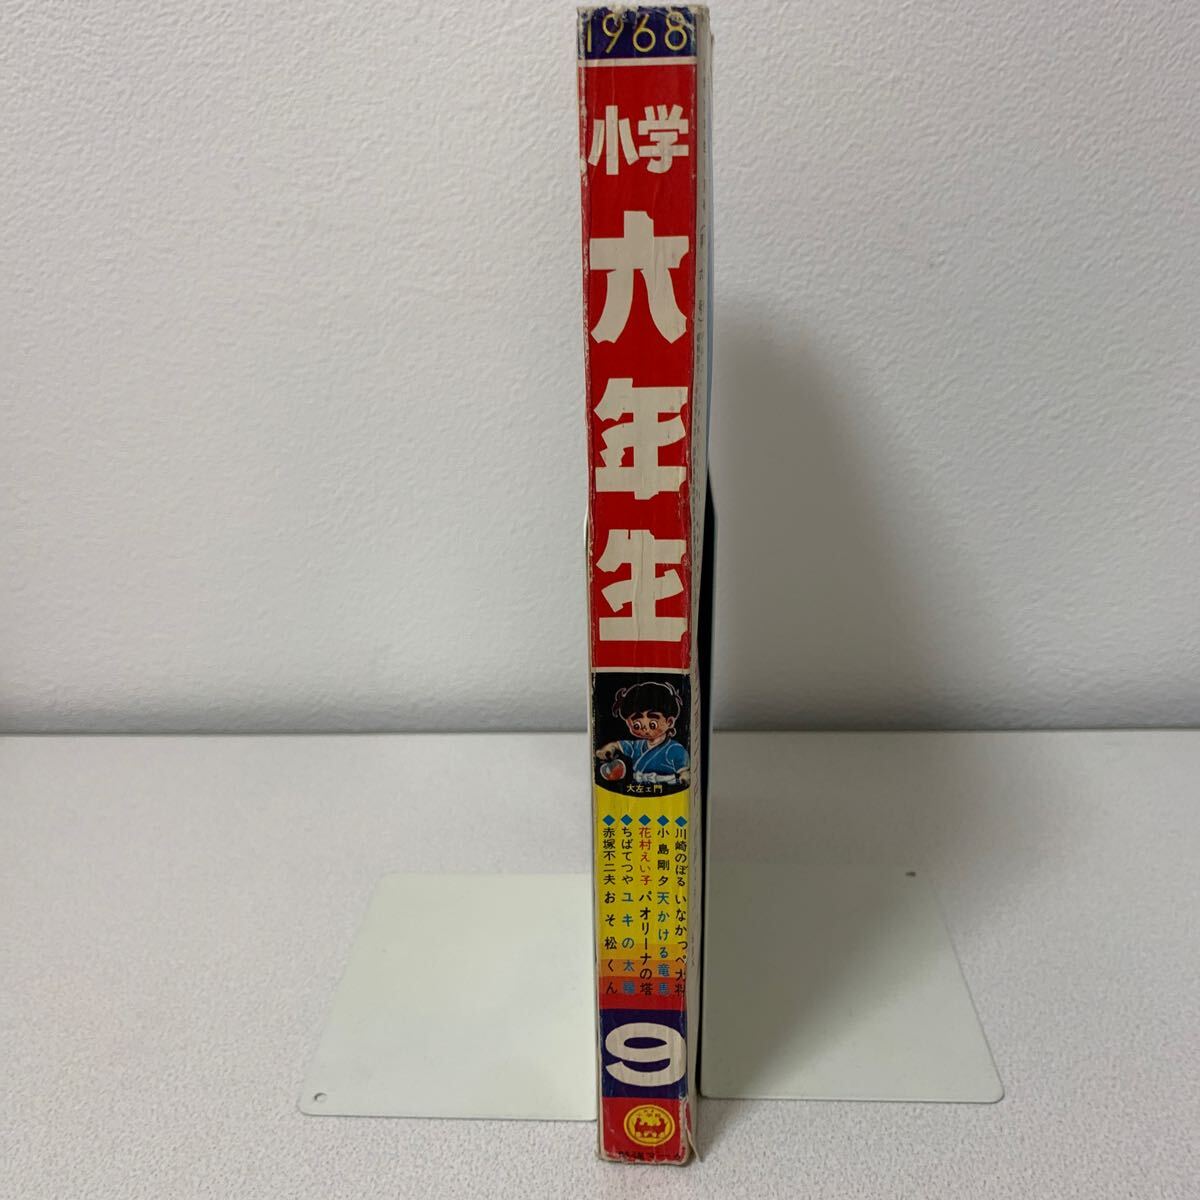 1968
小学
六年生
大左ェ門
◆川崎のぼる いなかっぺ大将
◆小島剛夕 天かける竜馬
◆花村えい子 パオリーナの塔
◆ちばてつや ユキの太陽
◆赤塚不二夫 おそ松くん
9